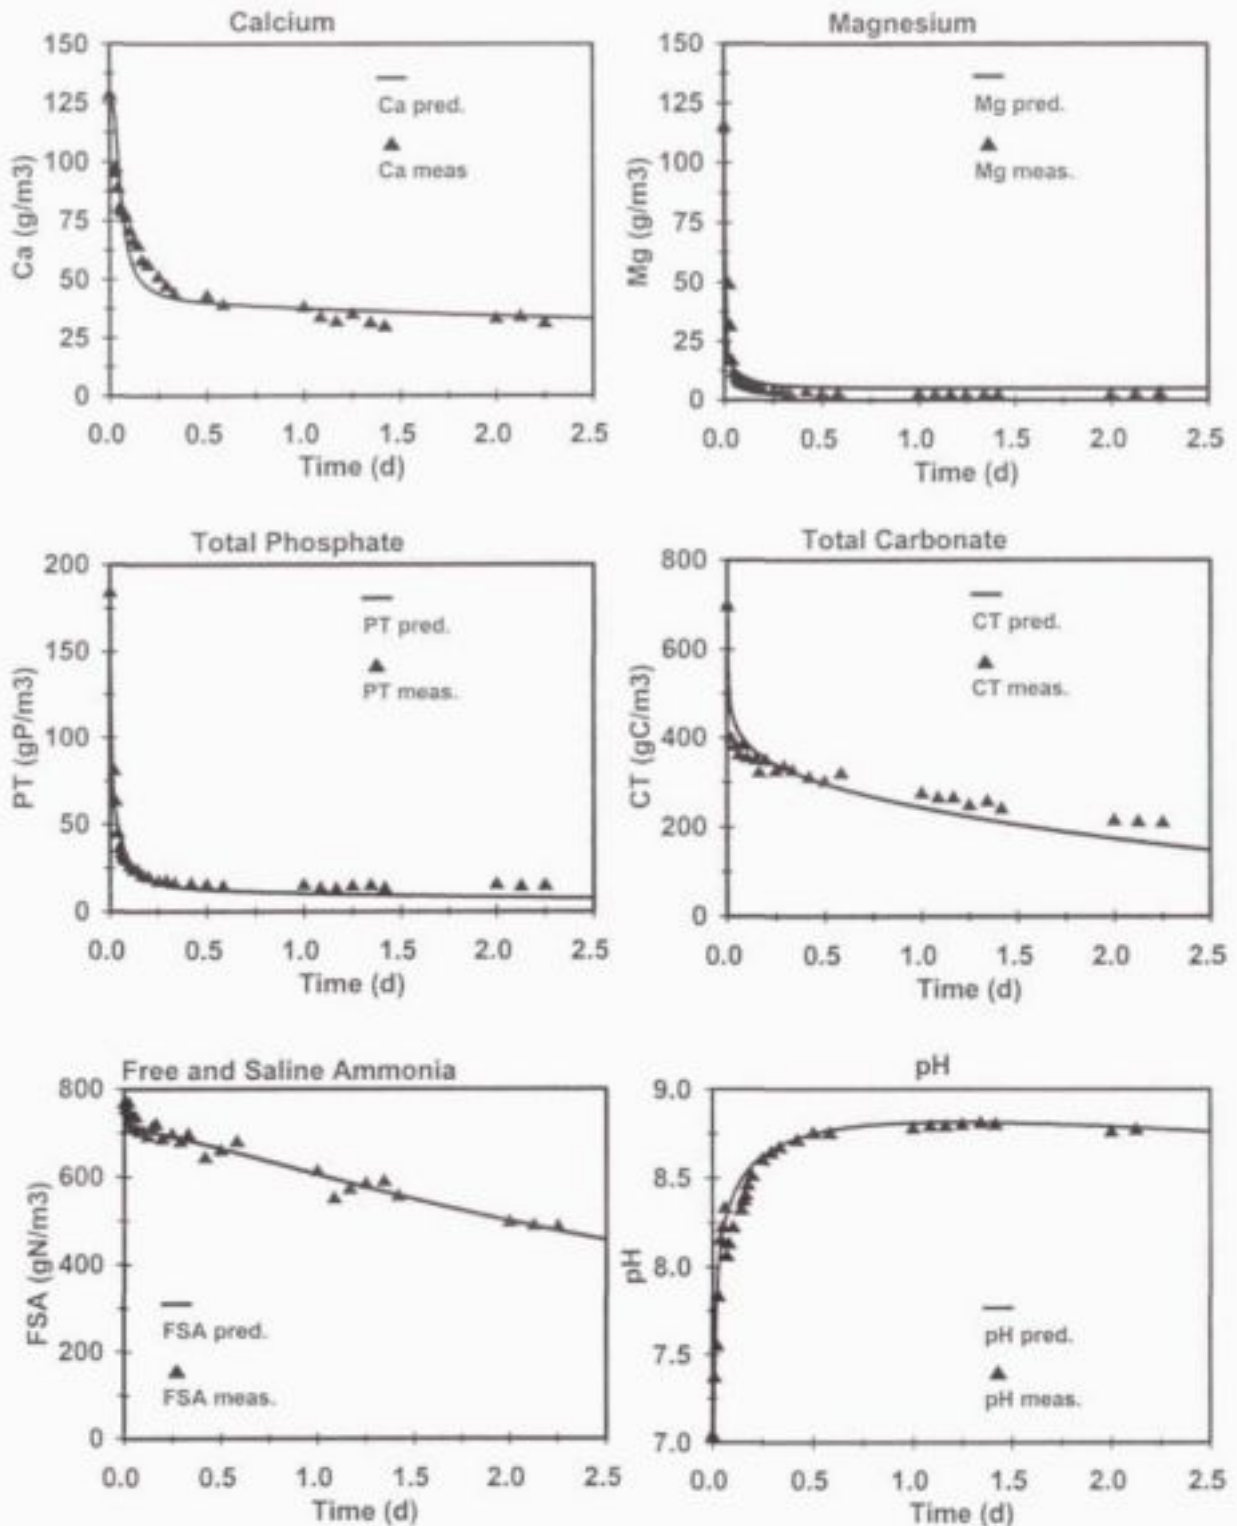 Calcium
150
125
100
75
50
25
0
Ca (g/m3)
Ca pred.
Ca meas
0.0 0.5 1.0 1.5 2.0 2.5
Time (d)
Magnesium
150
125
100
75
50
25
0
Mg (g/m3)
Mg pred.
Mg meas.
0.0 0.5 1.0 1.5 2.0 2.5
Time (d)
Total Phosphate
200
150
100
50
0
PT (gP/m3)
PT pred.
PT meas.
0.0 0.5 1.0 1.5 2.0 2.5
Time (d)
Total Carbonate
800
600
400
200
0
CT (gC/m3)
CT pred.
CT meas.
0.0 0.5 1.0 1.5 2.0 2.5
Time (d)
Free and Saline Ammonia
800
600
400
200
0
FSA (gN/m3)
FSA pred.
FSA meas.
0.0 0.5 1.0 1.5 2.0 2.5
Time (d)
pH
9.0
8.5
8.0
7.5
7.0
pH
pH pred.
pH meas.
0.0 0.5 1.0 1.5 2.0 2.5
Time (d)